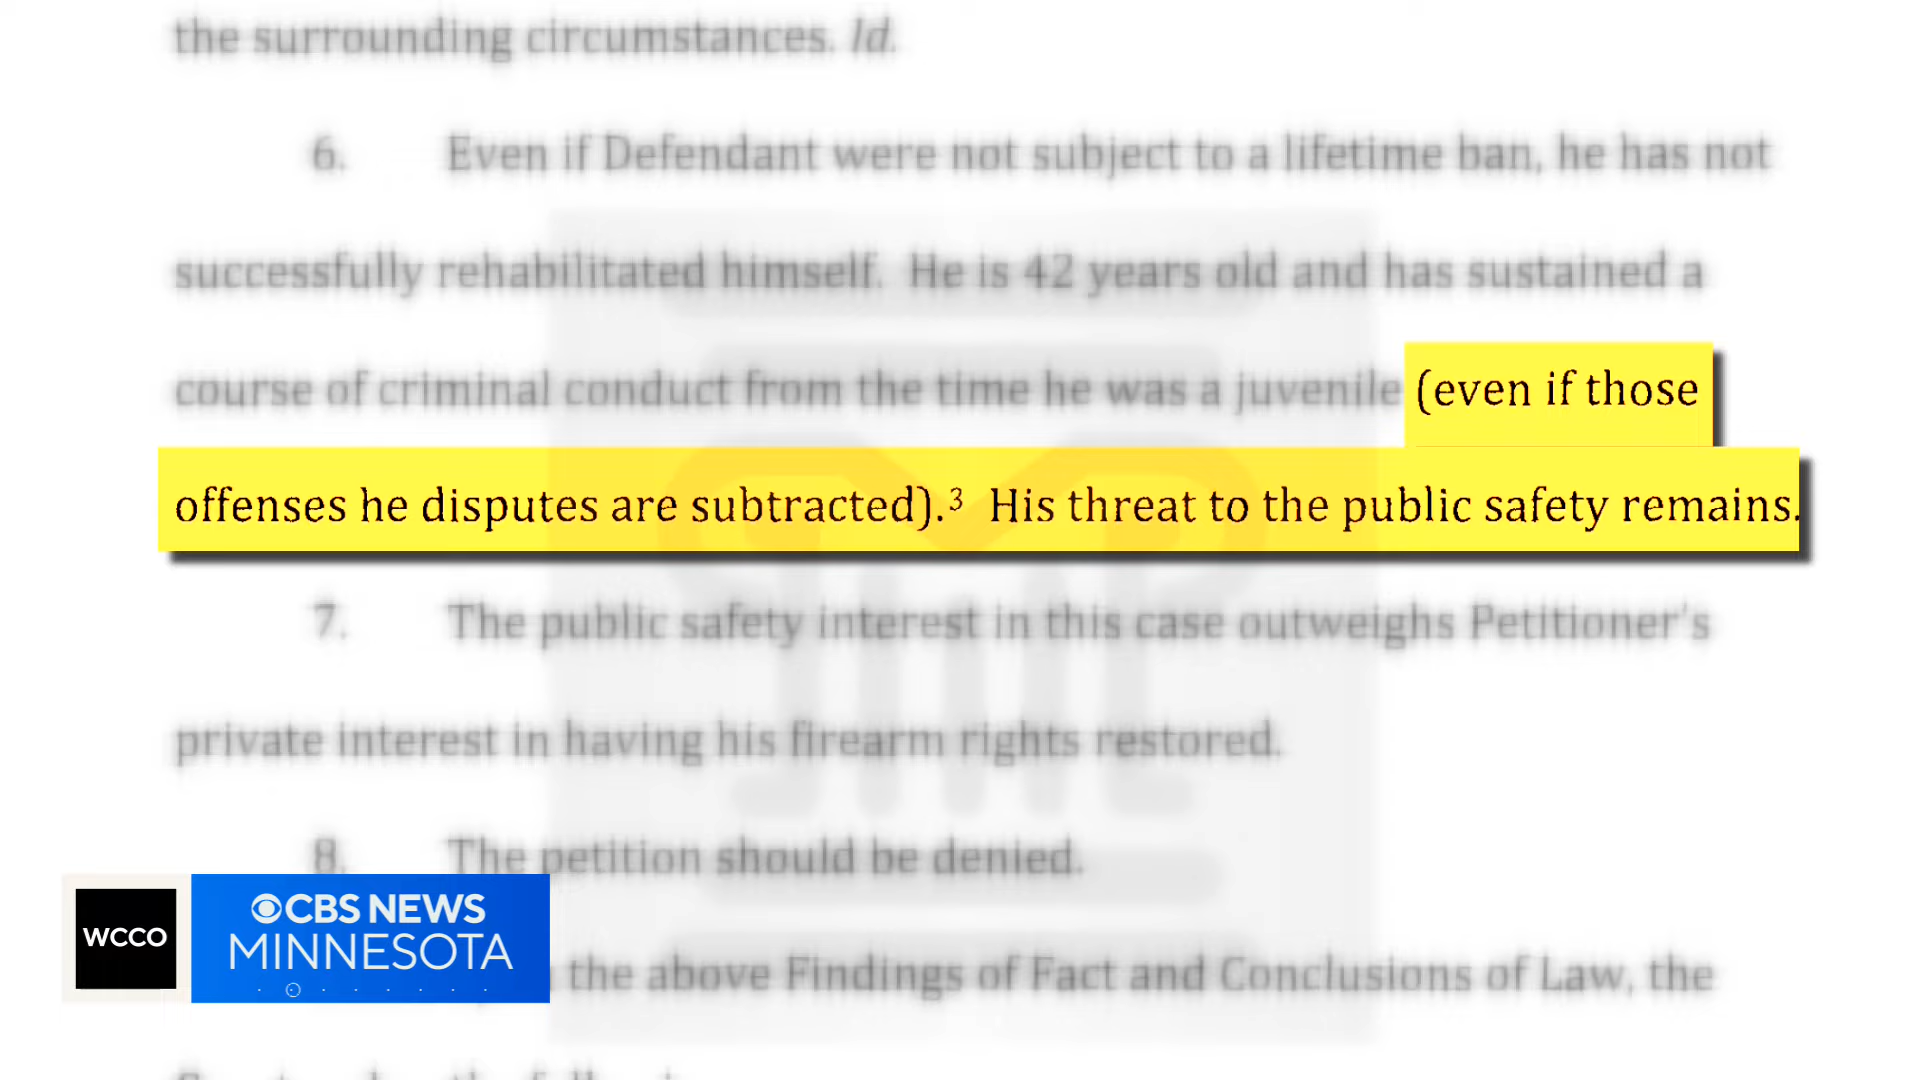 the surrounding circumstances. Id.
6. Even if Defendant were not subject to a lifetime ban, he has not
successfully rehabilitated himself. He is 42 years old and has sustained a
course of criminal conduct from the time he was a juvenile (even if those
offenses he disputes are subtracted).³ His threat to the public safety remains.
7. The public safety interest in this case outweighs Petitioner's
private interest in having his firearm rights restored.
8. The petition should be denied.
the above Findings of Fact and Conclusions of Law, the
WCCO
CBS NEWS
MINNESOTA